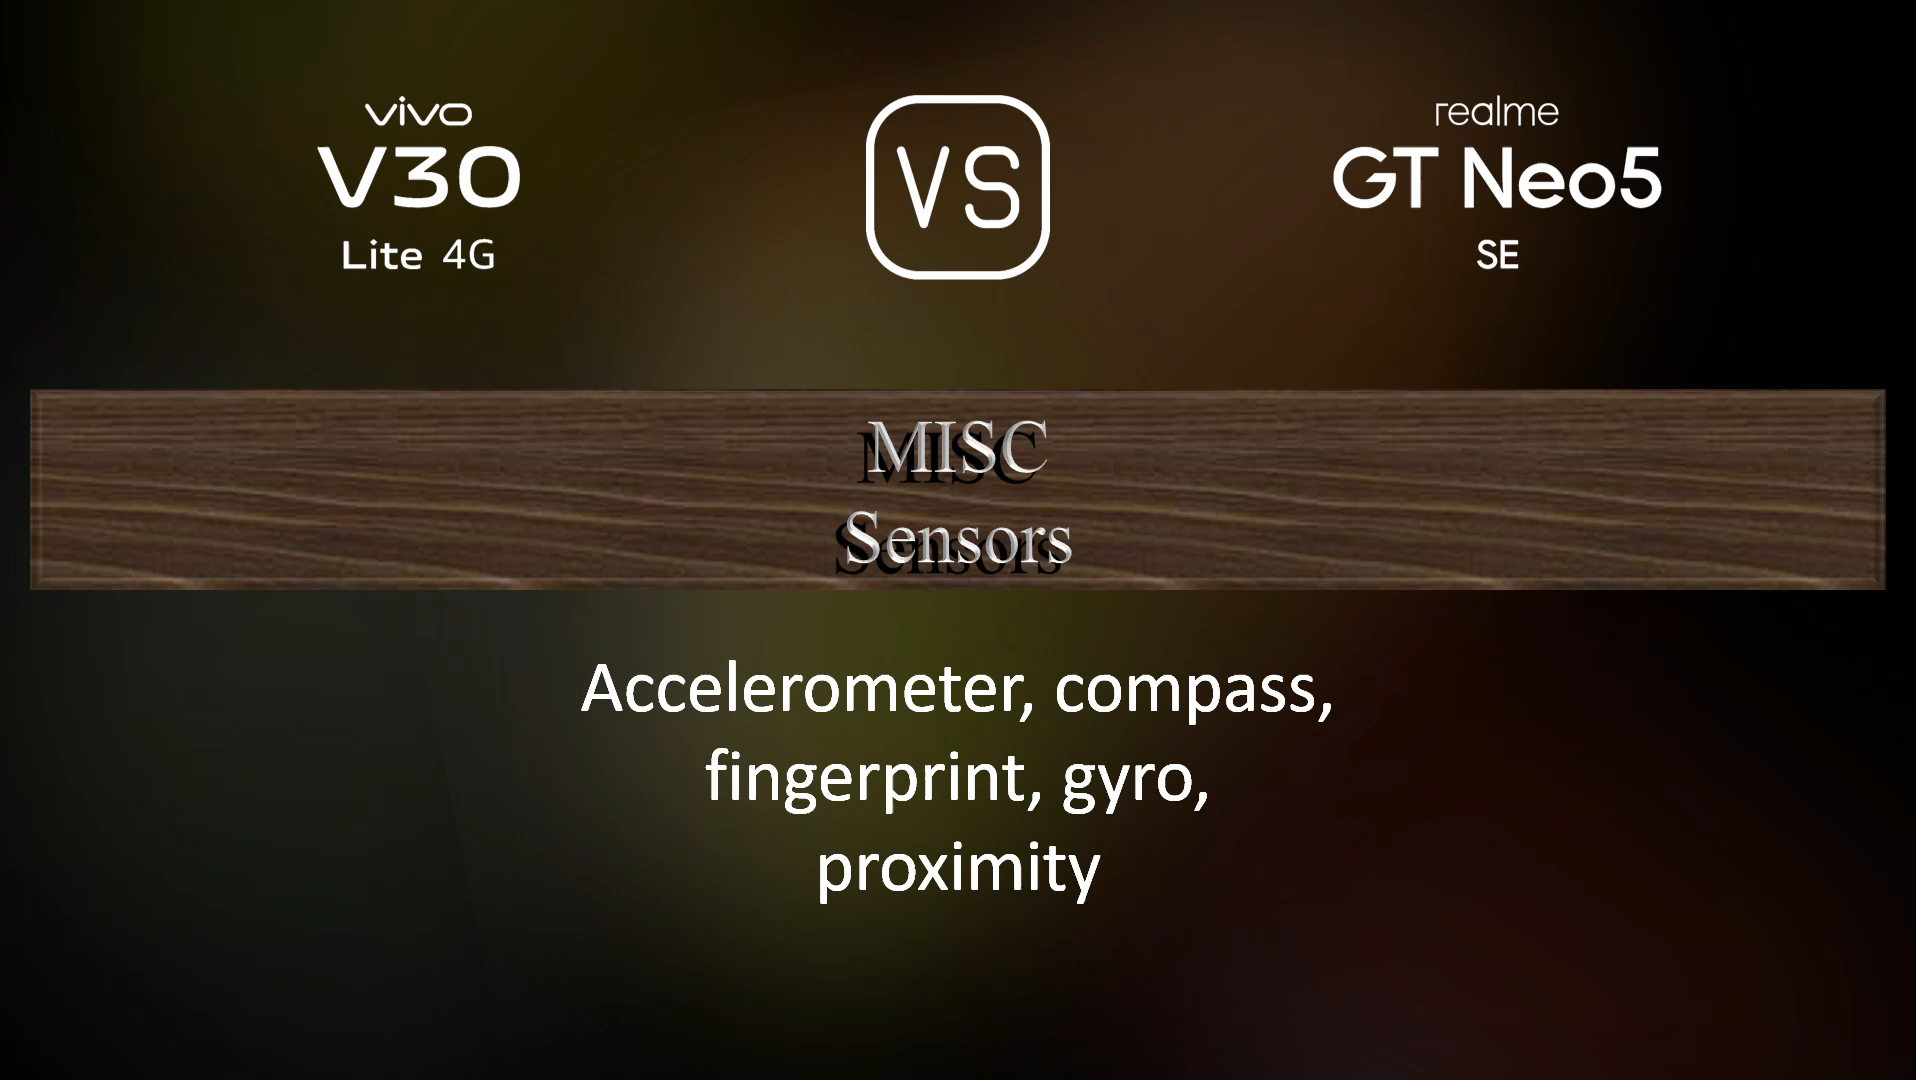 vivo
V30
Lite 4G
VS
realme
GT Neo5
SE
MISC
Sensors
Accelerometer, compass,
fingerprint, gyro,
proximity